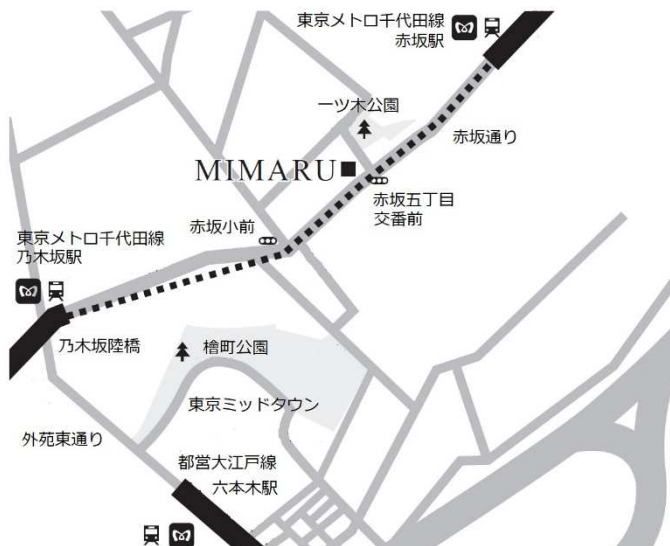 東京メトロ千代田線
赤坂駅
一ツ木公園
赤坂通り
MIMARU
赤坂五丁目
交番前
赤坂小前
東京メトロ千代田線
乃木坂駅
乃木坂陸橋
檜町公園
東京ミッドタウン
外苑東通り
都営大江戸線
六本木駅